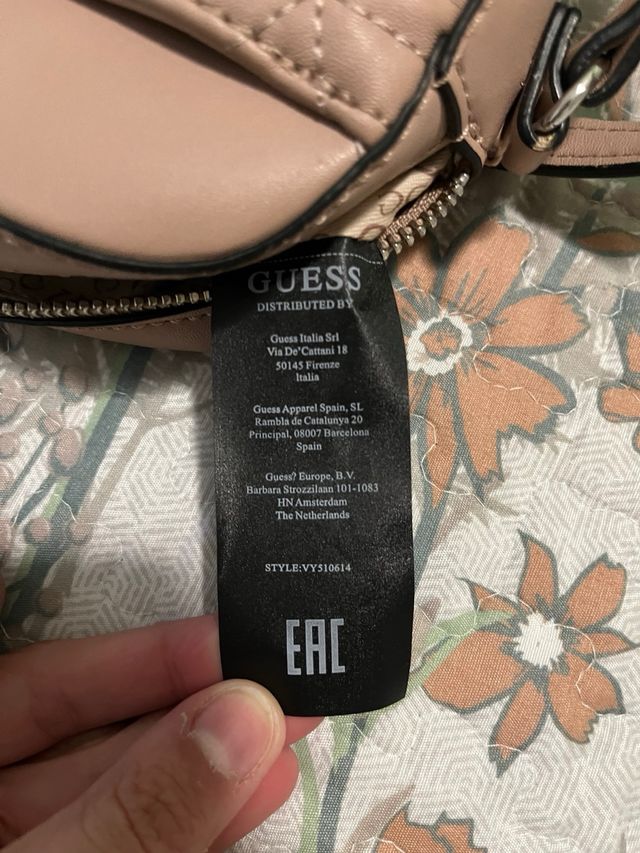 GUESS
DISTRIBUTED BY
Guess Italia Srl
Via De'Cattani 18
50145 Firenze
Italia
Guess Apparel Spain, SL
Rambla de Catalunya 20
Principal, 08007 Barcelona
Spain
Guess? Europe, B.V.
Barbara Strozzilaan 101-1083
HN Amsterdam
The Netherlands
STYLE:VY510614
EAC